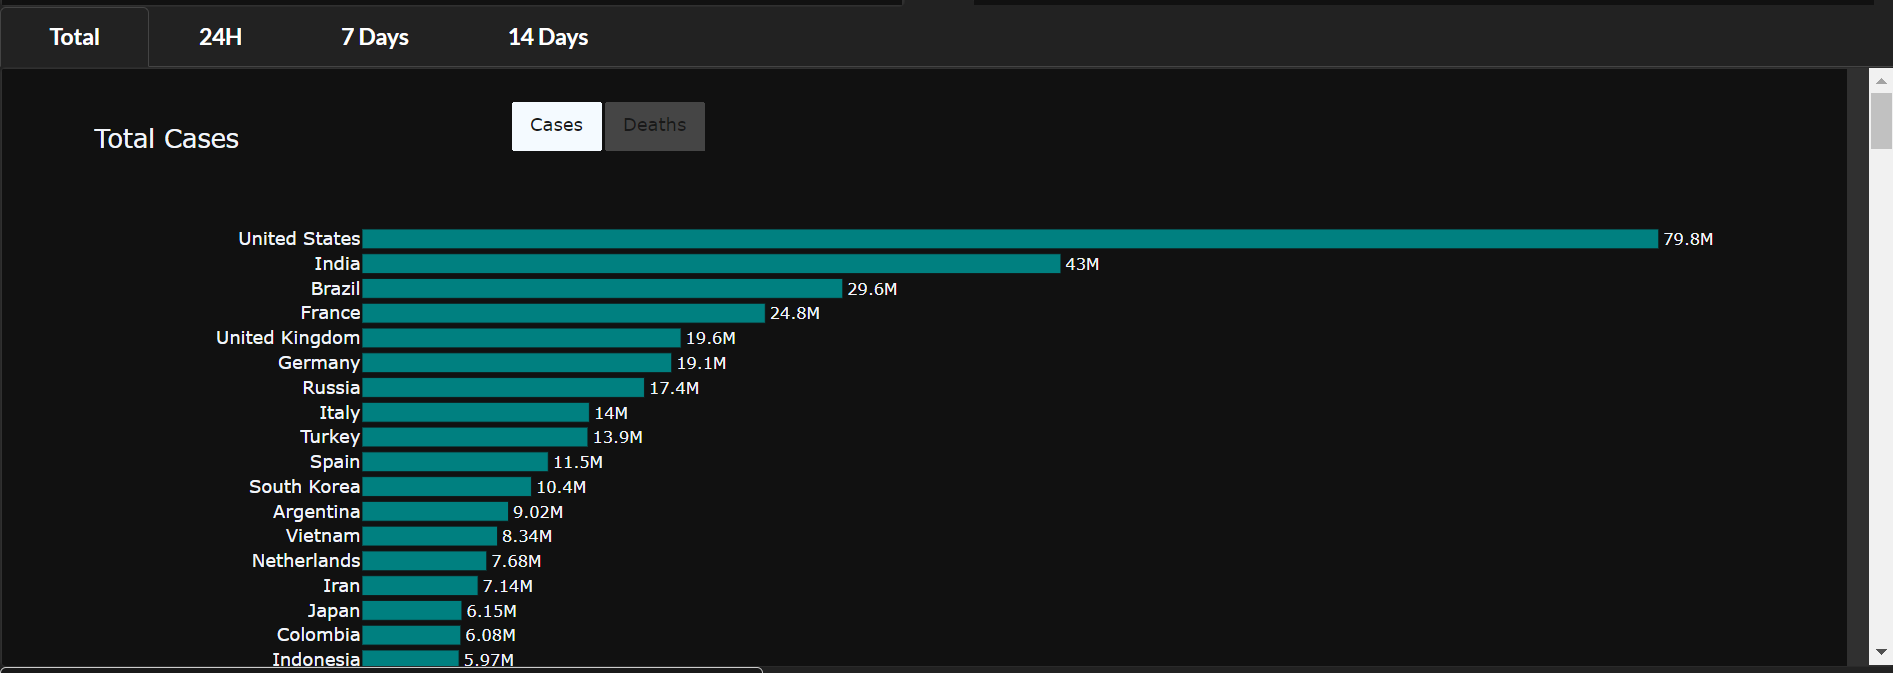 Total 24H 7 Days 14 Days
Total Cases
Cases Deaths
United States 79.8M
India 43M
Brazil 29.6M
France 24.8M
United Kingdom 19.6M
Germany 19.1M
Russia 17.4M
Italy 14M
Turkey 13.9M
Spain 11.5M
South Korea 10.4M
Argentina 9.02M
Vietnam 8.34M
Netherlands 7.68M
Iran 7.14M
Japan 6.15M
Colombia 6.08M
Indonesia 5.97M